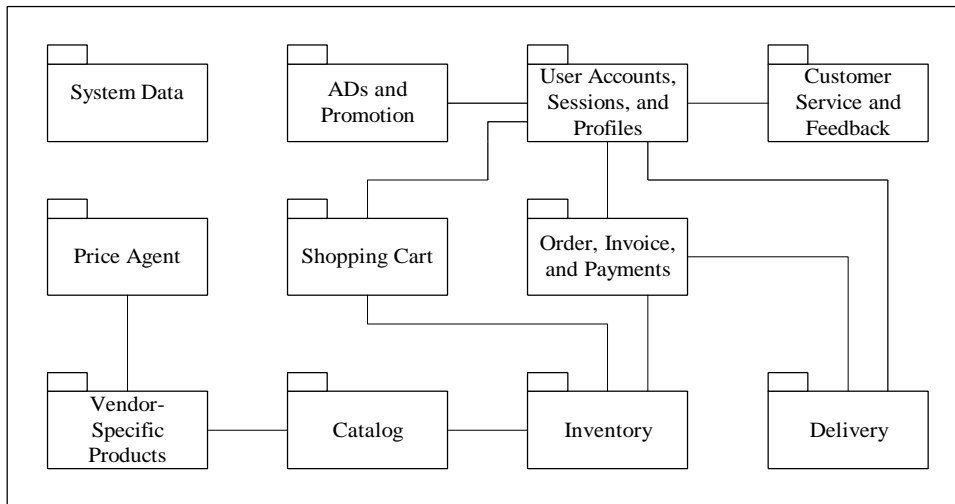 System Data
ADs and
Promotion
User Accounts,
Sessions, and
Profiles
Customer
Service and
Feedback
Price Agent
Shopping Cart
Order, Invoice,
and Payments
Vendor-
Specific
Products
Catalog
Inventory
Delivery